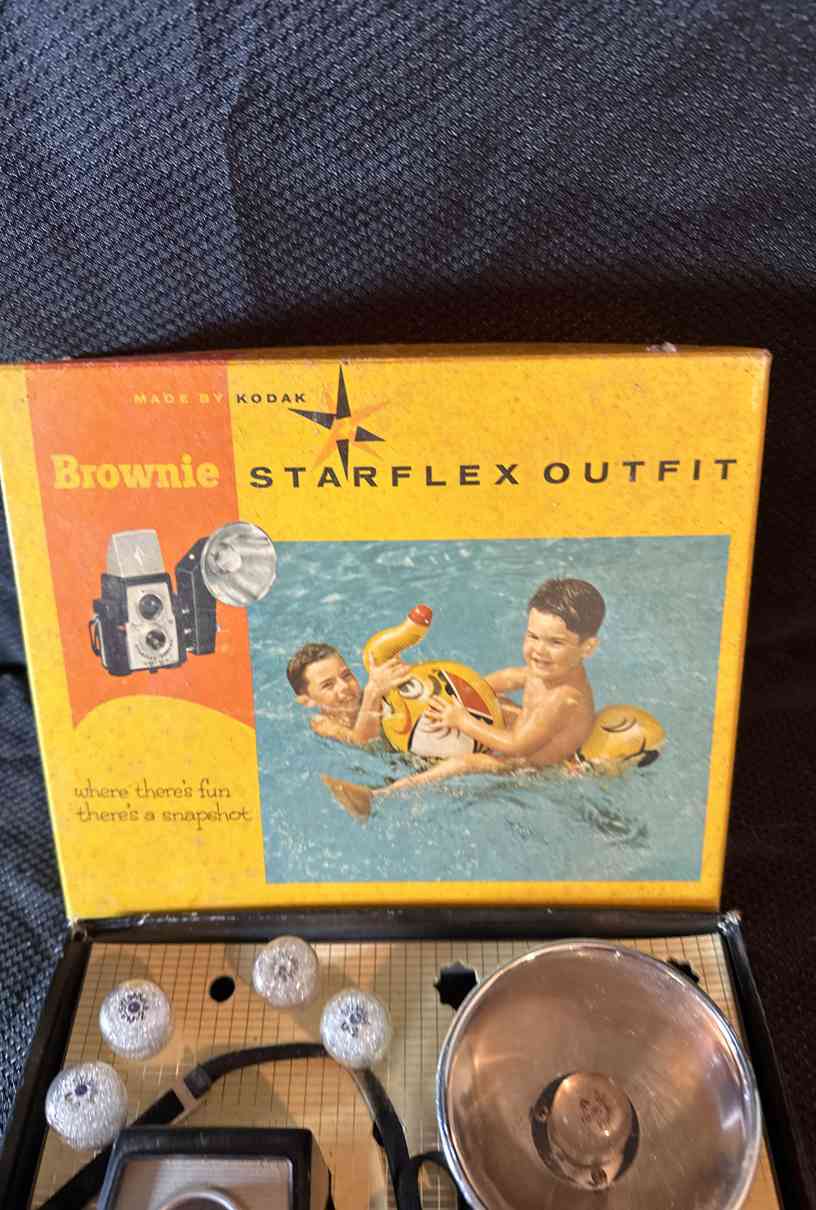 MADE BY KODAK
Brownie STARFLEX OUTFIT
where there's fun
there's a snapshot